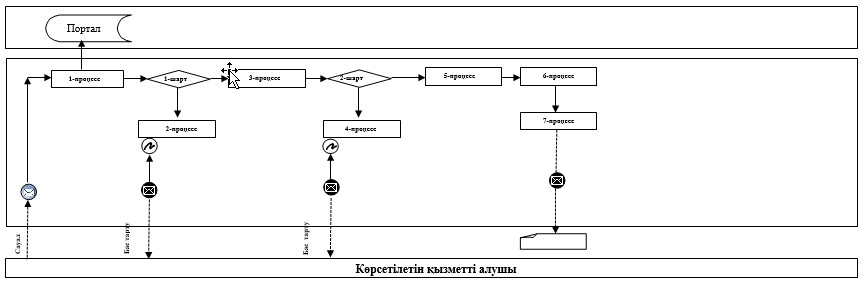 Портал
1-процесс
1-шарт
3-процесс
2-шарт
5-процесс
6-процесс
2-процесс
4-процесс
7-процесс
Сауал
Бас тарту
Бас тарту
Көрсетілетін қызметті алушы